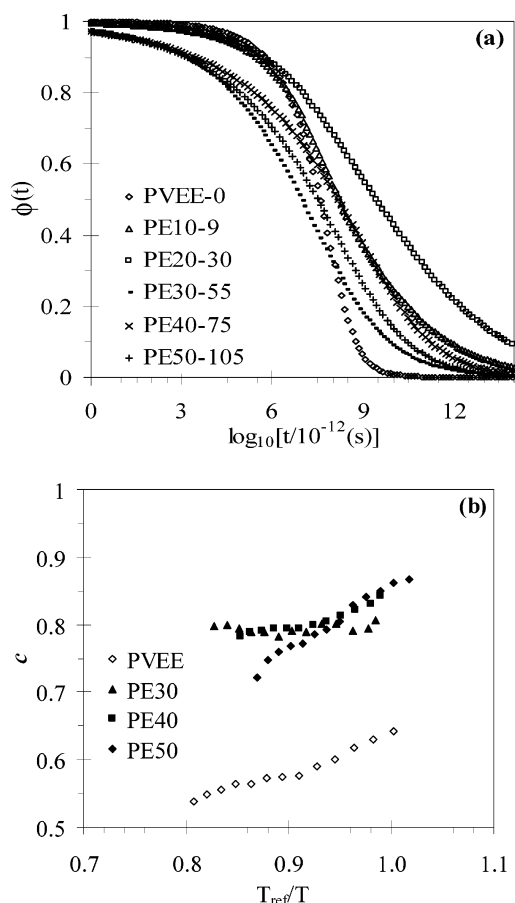 (a)
1
0.8
0.6
0.4
0.2
0
ϕ(t)
PVEE-0
PE10-9
PE20-30
PE30-55
PE40-75
PE50-105
0 3 6 9 12
log₁₀[t/10⁻¹²(s)]
(b)
1
0.9
0.8
0.7
0.6
0.5
c
PVEE
PE30
PE40
PE50
0.7 0.8 0.9 1.0 1.1
T_ref/T